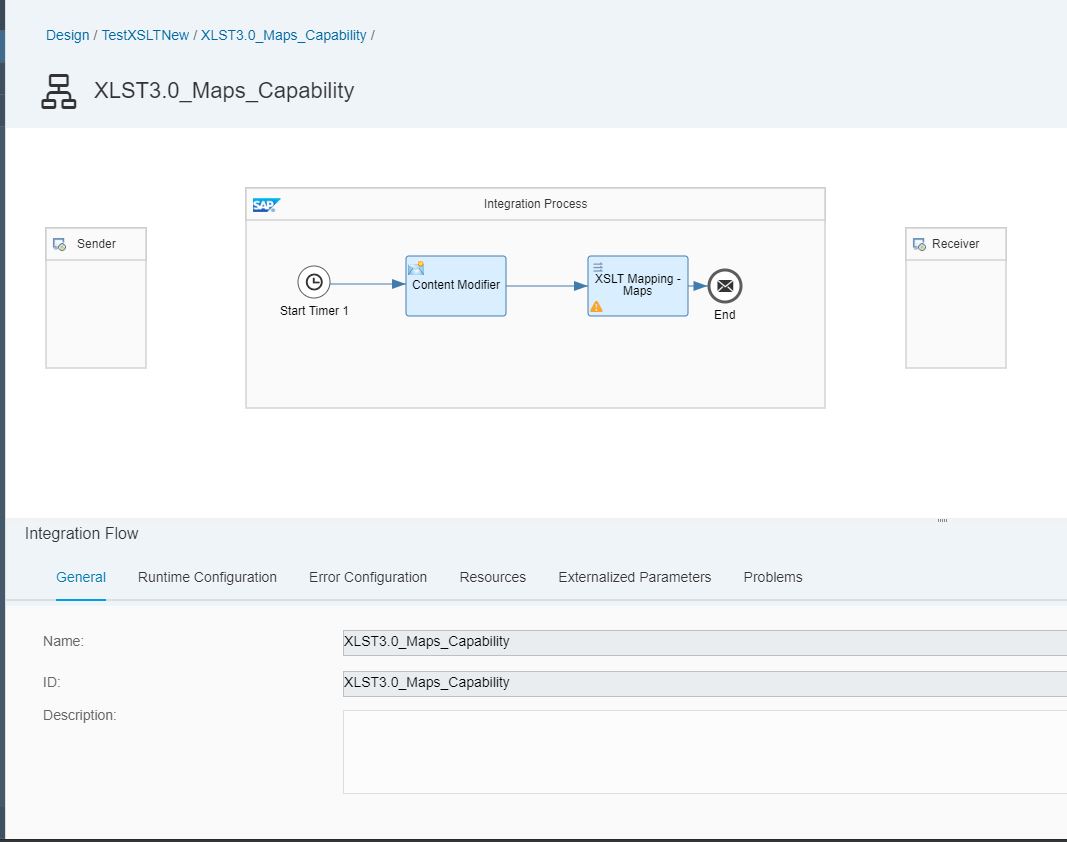 Design / TestXSLTNew / XLST3.0_Maps_Capability /
XLST3.0_Maps_Capability
SAP
Integration Process
Sender
Receiver
Start Timer 1
Content Modifier
XSLT Mapping -
Maps
End
Integration Flow
General
Runtime Configuration
Error Configuration
Resources
Externalized Parameters
Problems
Name:
XLST3.0_Maps_Capability
ID:
XLST3.0_Maps_Capability
Description: